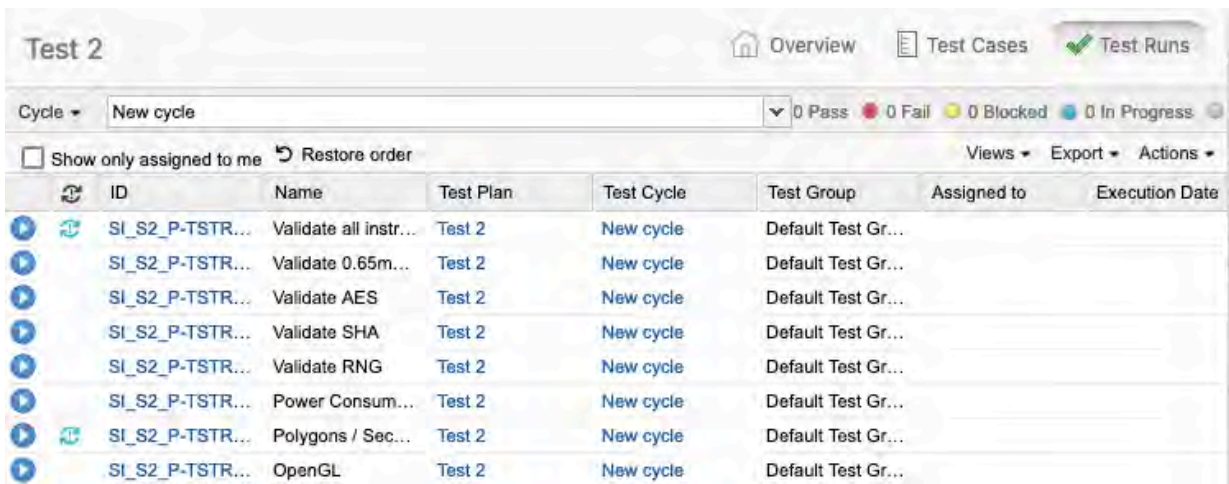 Test 2 Overview Test Cases Test Runs
Cycle New cycle 0 Pass 0 Fail 0 Blocked 0 In Progress
Show only assigned to me Restore order Views Export Actions
ID Name Test Plan Test Cycle Test Group Assigned to Execution Date
SI_S2_P-TSTR... Validate all instr... Test 2 New cycle Default Test Gr...
SI_S2_P-TSTR... Validate 0.65m... Test 2 New cycle Default Test Gr...
SI_S2_P-TSTR... Validate AES Test 2 New cycle Default Test Gr...
SI_S2_P-TSTR... Validate SHA Test 2 New cycle Default Test Gr...
SI_S2_P-TSTR... Validate RNG Test 2 New cycle Default Test Gr...
SI_S2_P-TSTR... Power Consum... Test 2 New cycle Default Test Gr...
SI_S2_P-TSTR... Polygons / Sec... Test 2 New cycle Default Test Gr...
SI_S2_P-TSTR... OpenGL Test 2 New cycle Default Test Gr...